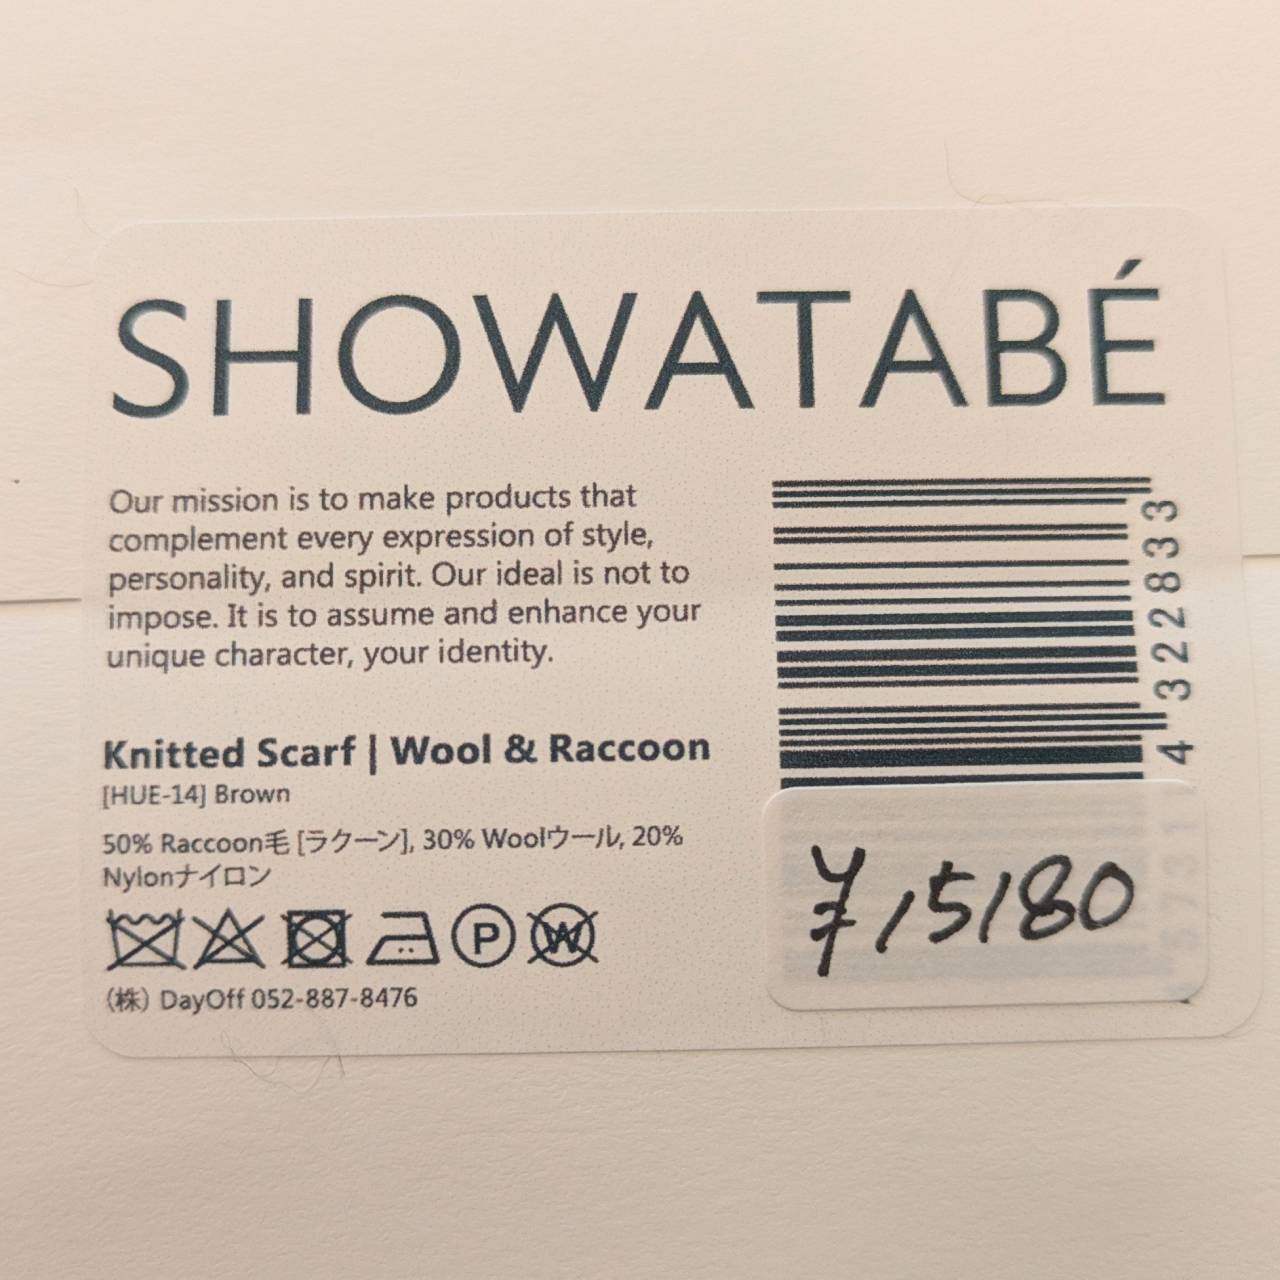 SHOWATABÉ
Our mission is to make products that
complement every expression of style,
personality, and spirit. Our ideal is not to
impose. It is to assume and enhance your
unique character, your identity.
Knitted Scarf | Wool & Raccoon
[HUE-14] Brown
50% Raccoon毛 [ラクーン], 30% Woolウール, 20%
Nylonナイロン
P W
(株) DayOff 052-887-8476
4 322833
¥15180